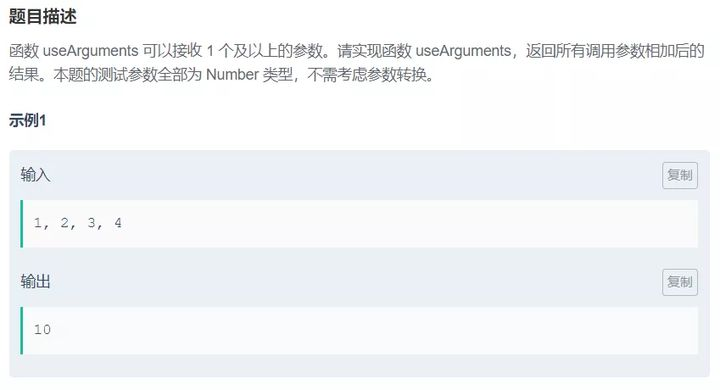 题目描述
函数 useArguments 可以接收 1 个及以上的参数。请实现函数 useArguments，返回所有调用参数相加后的
结果。本题的测试参数全部为 Number 类型，不需考虑参数转换。
示例1
输入
复制
1, 2, 3, 4
输出
复制
10